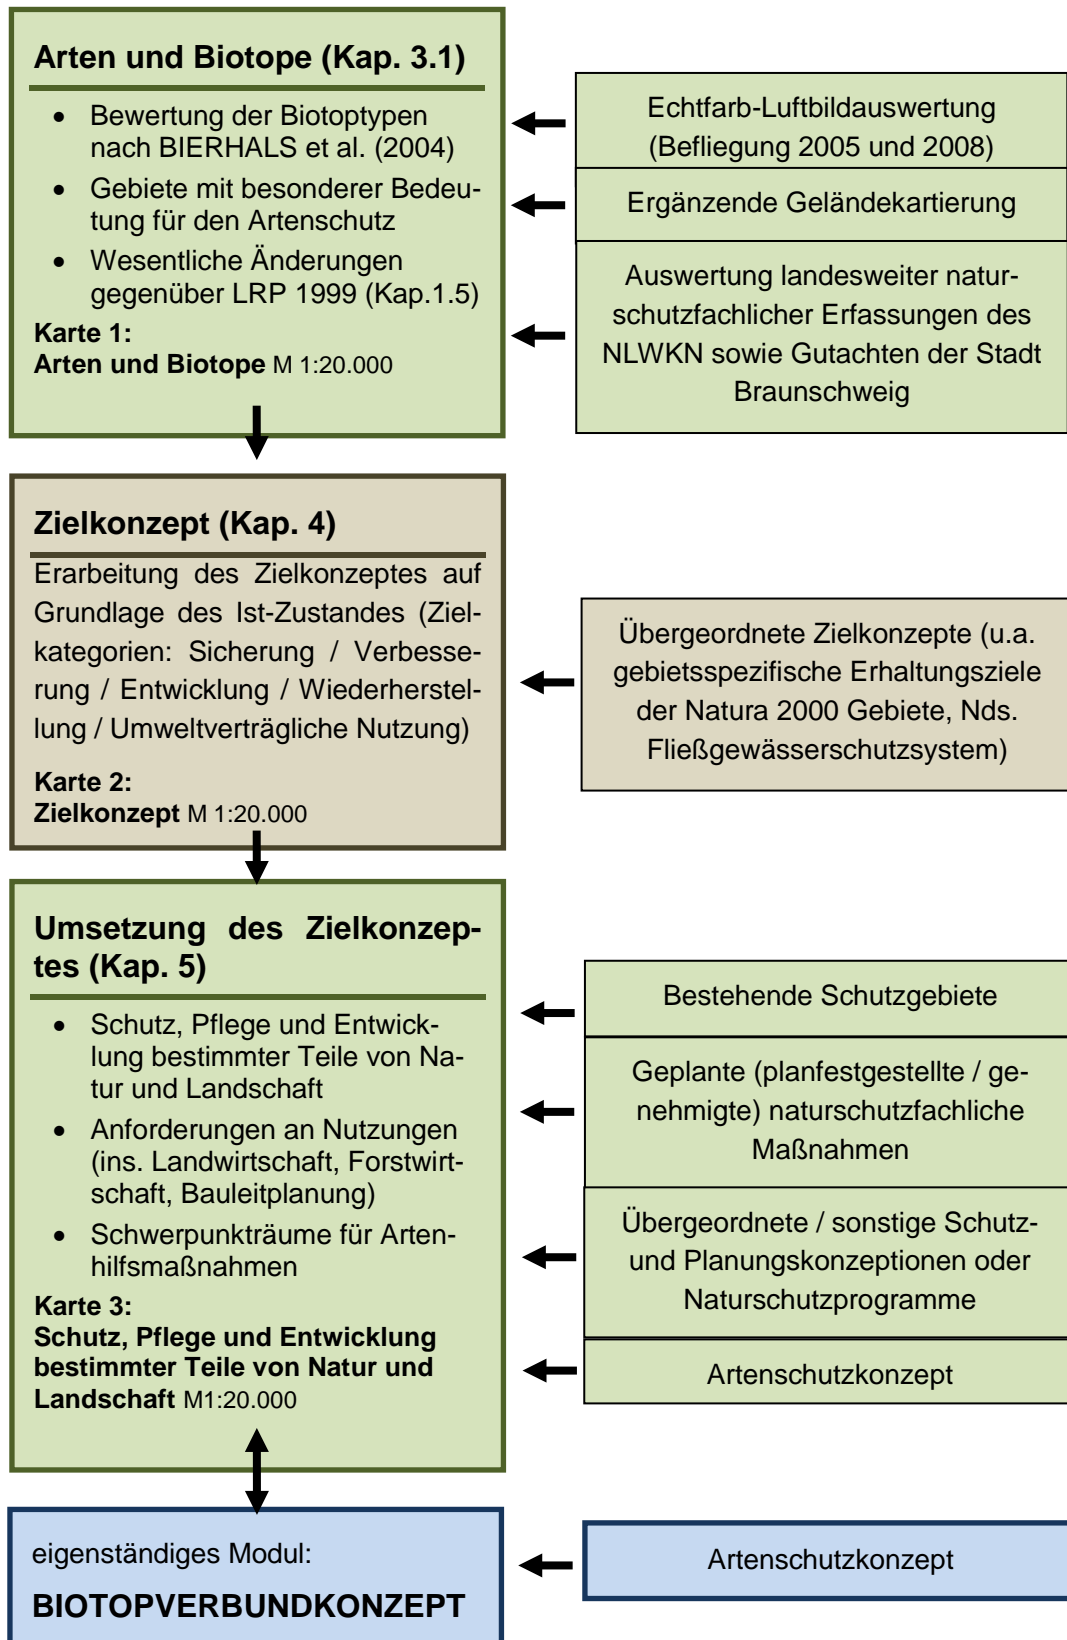 Arten und Biotope (Kap. 3.1)
• Bewertung der Biotoptypen
nach BIERHALS et al. (2004)
• Gebiete mit besonderer Bedeu-
tung für den Artenschutz
• Wesentliche Änderungen
gegenüber LRP 1999 (Kap.1.5)
Karte 1:
Arten und Biotope M 1:20.000
Echtfarb-Luftbildauswertung
(Befliegung 2005 und 2008)
Ergänzende Geländekartierung
Auswertung landesweiter natur-
schutzfachlicher Erfassungen des
NLWKN sowie Gutachten der Stadt
Braunschweig
Zielkonzept (Kap. 4)
Erarbeitung des Zielkonzeptes auf
Grundlage des Ist-Zustandes (Ziel-
kategorien: Sicherung / Verbesse-
rung / Entwicklung / Wiederherstel-
lung / Umweltverträgliche Nutzung)
Karte 2:
Zielkonzept M 1:20.000
Übergeordnete Zielkonzepte (u.a.
gebietsspezifische Erhaltungsziele
der Natura 2000 Gebiete, Nds.
Fließgewässerschutzsystem)
Umsetzung des Zielkonzep-
tes (Kap. 5)
• Schutz, Pflege und Entwick-
lung bestimmter Teile von Na-
tur und Landschaft
• Anforderungen an Nutzungen
(ins. Landwirtschaft, Forstwirt-
schaft, Bauleitplanung)
• Schwerpunkträume für Arten-
hilfsmaßnahmen
Karte 3:
Schutz, Pflege und Entwicklung
bestimmter Teile von Natur und
Landschaft M1:20.000
Bestehende Schutzgebiete
Geplante (planfestgestellte / ge-
nehmigte) naturschutzfachliche
Maßnahmen
Übergeordnete / sonstige Schutz-
und Planungskonzeptionen oder
Naturschutzprogramme
Artenschutzkonzept
eigenständiges Modul:
BIOTOPVERBUNDKONZEPT
Artenschutzkonzept